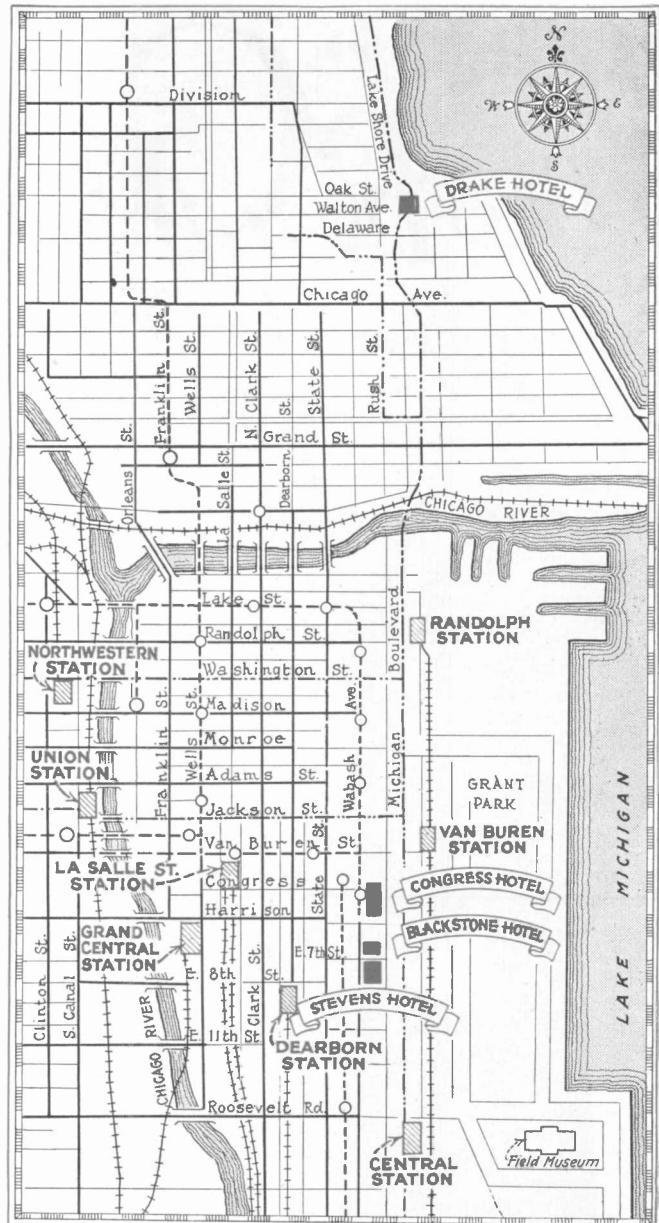 N
W
E
S
Division
Lake Shore Drive
DRAKE HOTEL
Oak St.
Walton Ave.
Delaware
Chicago Ave.
Orleans St.
Franklin St.
Wells St.
La Salle St
N. Clark St.
Dearborn St.
State St.
Rush St.
Grand St.
CHICAGO RIVER
Lake St.
Randolph St.
Washington St.
Madison
Monroe
Adams St.
Jackson St.
Van Buren St
Congress
Harrison
Franklin St.
Wells St.
State St.
Wabash Ave.
Michigan Boulevard
RANDOLPH
STATION
NORTHWESTERN
STATION
UNION
STATION
GRANT
PARK
VAN BUREN
STATION
LA SALLE ST.
STATION
CONGRESS HOTEL
BLACKSTONE HOTEL
GRAND
CENTRAL
STATION
E. 7th St.
E. 8th St.
STEVENS HOTEL
Clinton St.
S. Canal St.
CHICAGO RIVER
E. 11th St.
Clark St.
DEARBORN
STATION
Roosevelt Rd.
CENTRAL
STATION
Field Museum
LAKE MICHIGAN